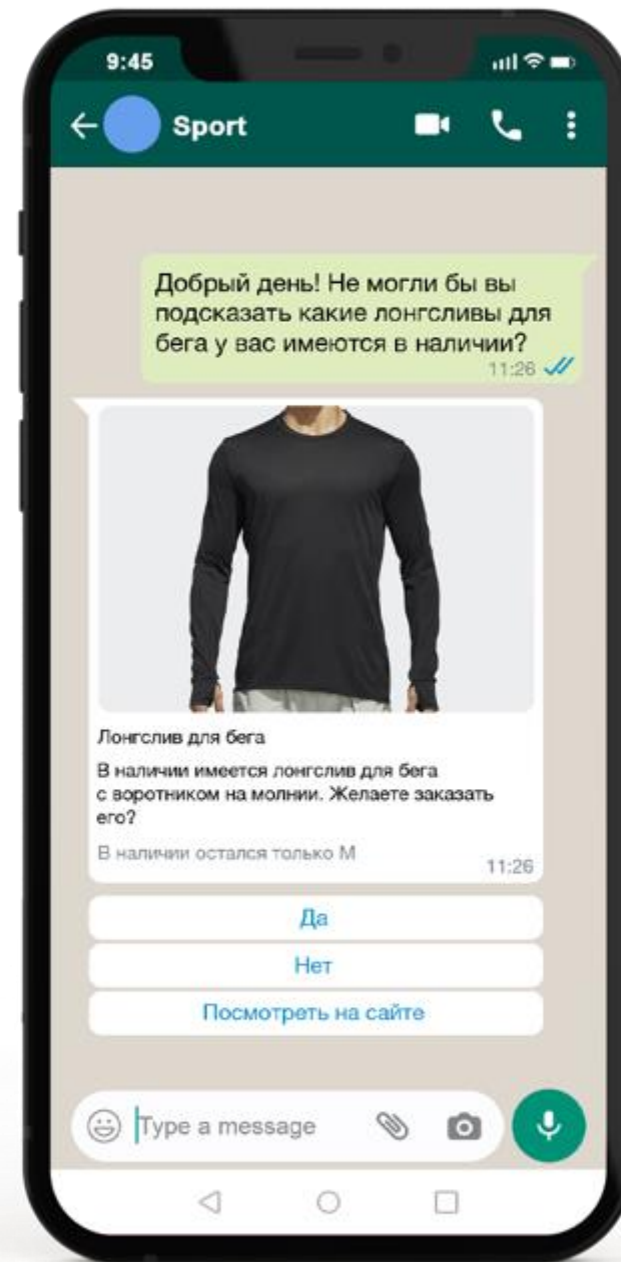 9:45
Sport
Добрый день! Не могли бы вы
подсказать какие лонгсливы для
бега у вас имеются в наличии?
11:26
Лонгслив для бега
В наличии имеется лонгслив для бега
с воротником на молнии. Желаете заказать
его?
В наличии остался только М
11:26
Да
Нет
Посмотреть на сайте
Type a message